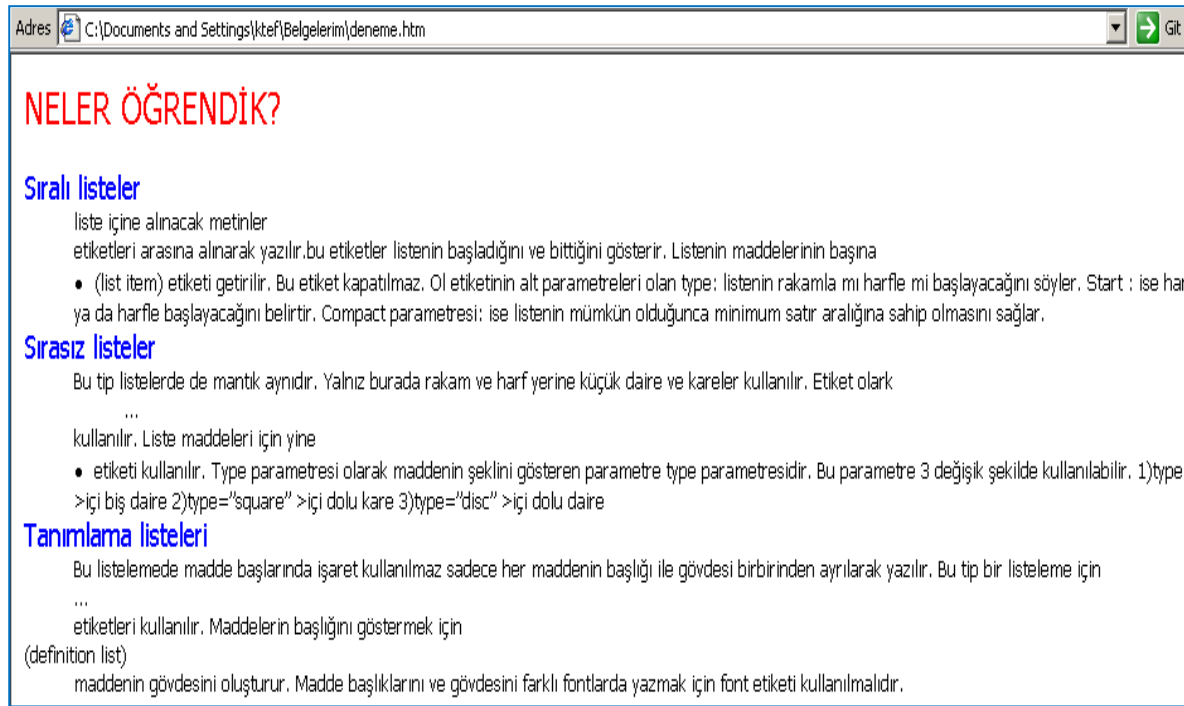 Adres C:\Documents and Settings\ktef\Belgelerim\deneme.htm Git
NELER ÖĞRENDİK?
Sıralı listeler
liste içine alınacak metinler
etiketleri arasına alınarak yazılır.bu etiketler listenin başladığını ve bittiğini gösterir. Listenin maddelerinin başına
• (list item) etiketi getirilir. Bu etiket kapatılmaz. Ol etiketinin alt parametreleri olan type: listenin rakamla mı harfle mi başlayacağını söyler. Start : ise har
ya da harfle başlayacağını belirtir. Compact parametresi: ise listenin mümkün olduğunca minimum satır aralığına sahip olmasını sağlar.
Sırasız listeler
Bu tip listelerde de mantık aynıdır. Yalnız burada rakam ve harf yerine küçük daire ve kareler kullanılır. Etiket olark
...
kullanılır. Liste maddeleri için yine
• etiketi kullanılır. Type parametresi olarak maddenin şeklini gösteren parametre type parametresidir. Bu parametre 3 değişik şekilde kullanılabilir. 1)type
>içi biş daire 2)type=”square” >içi dolu kare 3)type=”disc” >içi dolu daire
Tanımlama listeleri
Bu listelemede madde başlarında işaret kullanılmaz sadece her maddenin başlığı ile gövdesi birbirinden ayrılarak yazılır. Bu tip bir listeleme için
...
etiketleri kullanılır. Maddelerin başlığını göstermek için
(definition list)
maddenin gövdesini oluşturur. Madde başlıklarını ve gövdesini farklı fontlarda yazmak için font etiketi kullanılmalıdır.